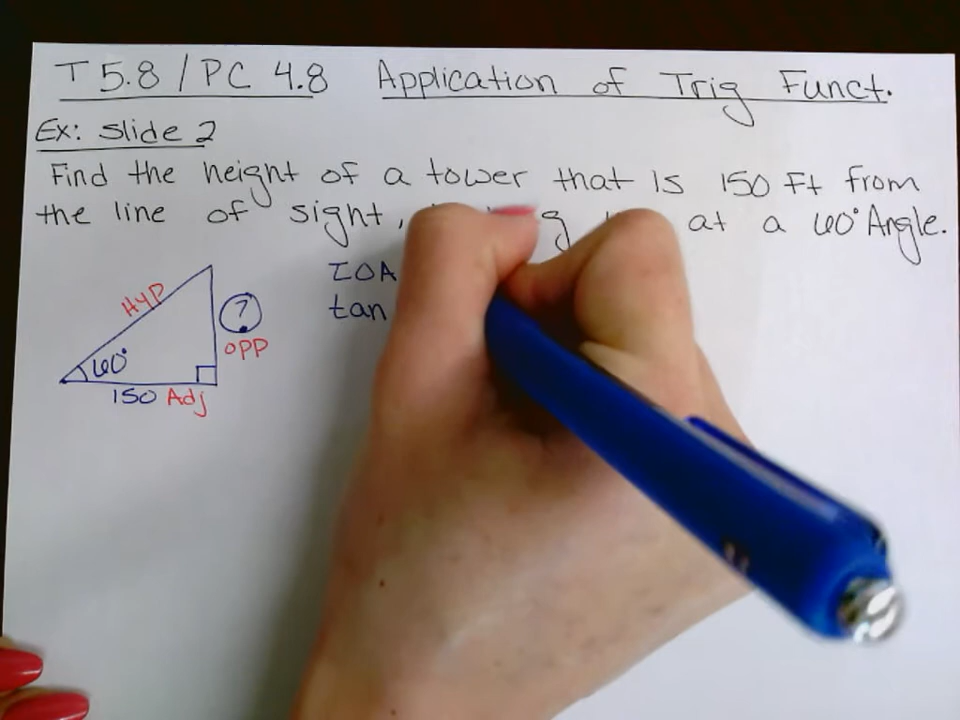 T 5.8 / PC 4.8 Application of Trig Funct.
Ex: Slide 2
Find the height of a tower that is 150 Ft from
the line of sight, at a 60° Angle.
Hyp
?
OPP
60°
150 Adj
TOA
tan